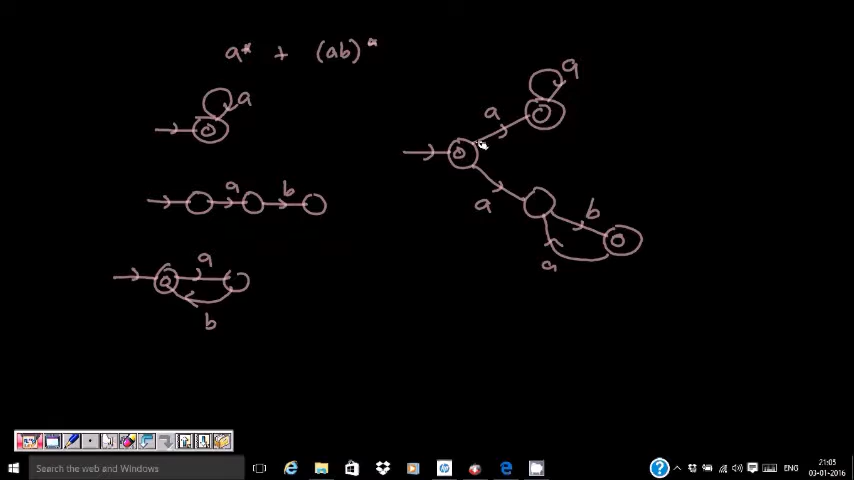 a* + (ab)*
a
a
a
a b
a b
a
a
b
Search the web and Windows
ENG
21:05
03-01-2016